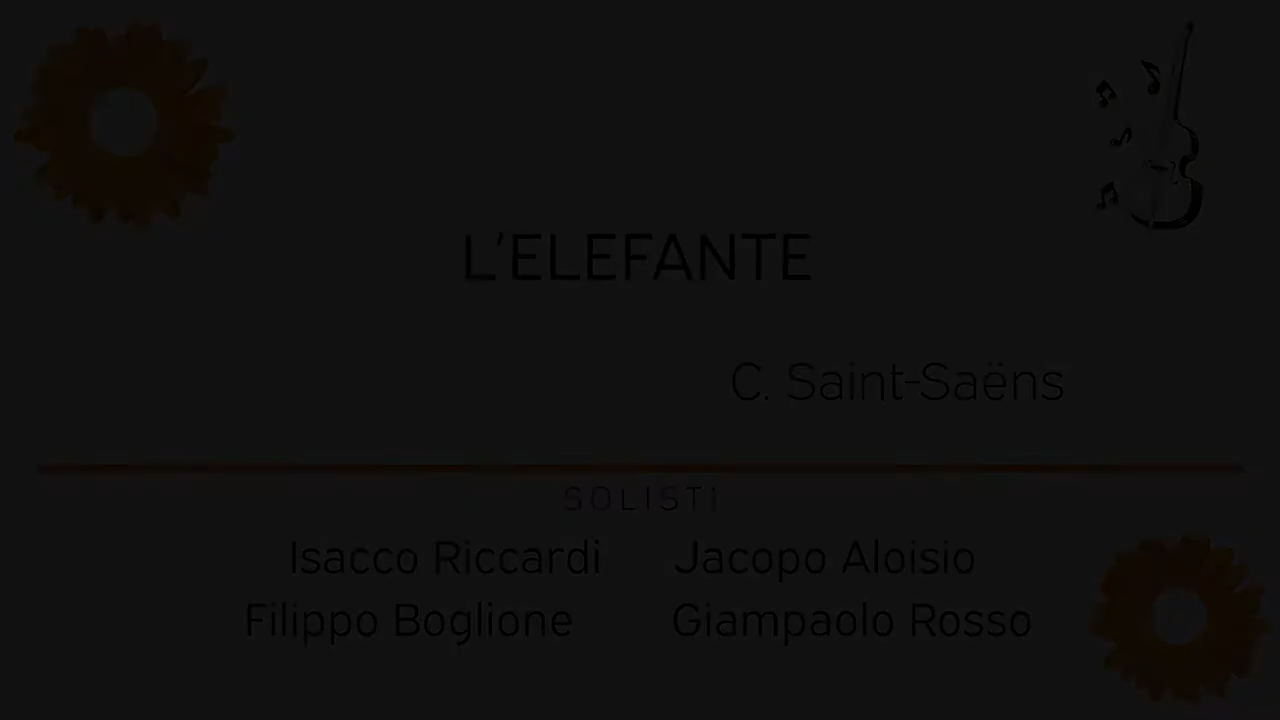 L'ELEFANTE
C. Saint-Saëns
SOLISTI
Isacco Riccardi Jacopo Aloisio
Filippo Boglione Giampaolo Rosso